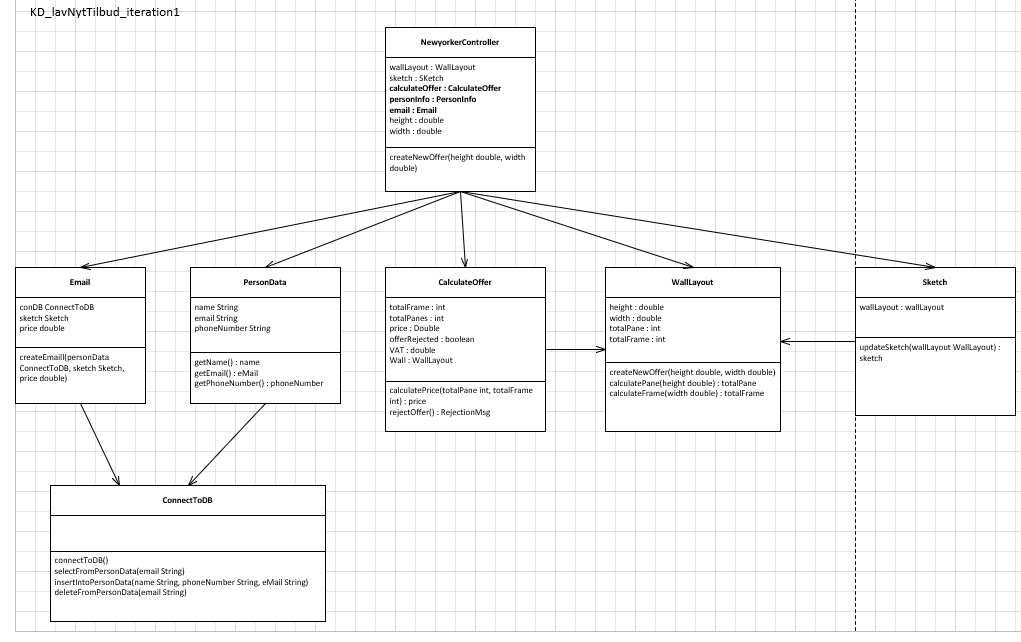 KD_lavNytTilbud_iteration1
NewyorkerController
wallLayout : WallLayout
sketch : SKetch
calculateOffer : CalculateOffer
personInfo : PersonInfo
email : Email
height : double
width : double
createNewOffer(height double, width
double)
Email
conDB ConnectToDB
sketch Sketch
price double
createEmaill(personData
ConnectToDB, sketch Sketch,
price double)
PersonData
name String
email String
phoneNumber String
getName() : name
getEmail() : eMail
getPhoneNumber() : phoneNumber
CalculateOffer
totalFrame : int
totalPanes : int
price : Double
offerRejected : boolean
VAT : double
Wall : WallLayout
calculatePrice(totalPane int, totalFrame
int) : price
rejectOffer() : RejectionMsg
WallLayout
height : double
width : double
totalPane : int
totalFrame : int
createNewOffer(height double, width double)
calculatePane(height double) : totalPane
calculateFrame(width double) : totalFrame
Sketch
wallLayout : wallLayout
updateSketch(wallLayout WallLayout) :
sketch
ConnectToDB
connectToDB()
selectFromPersonData(email String)
insertIntoPersonData(name String, phoneNumber String, eMail String)
deleteFromPersonData(email String)